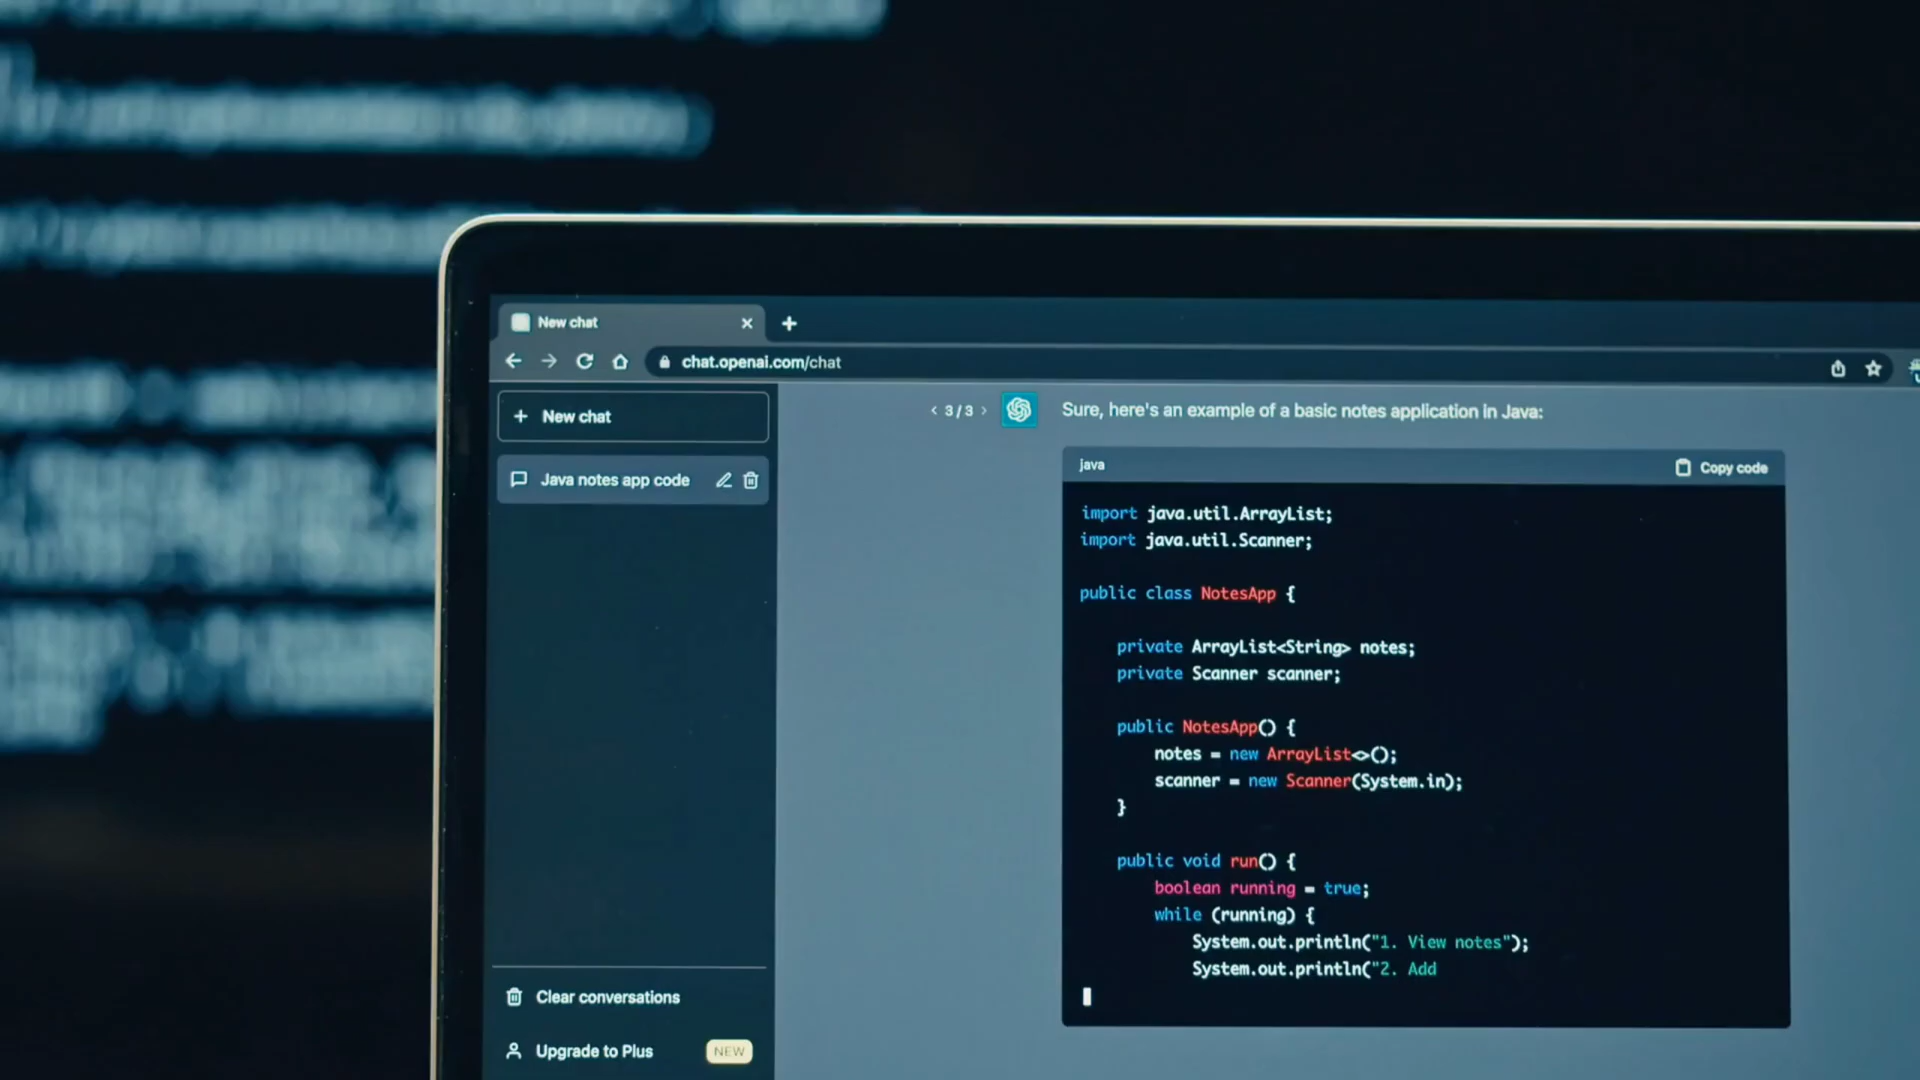 New chat
chat.openai.com/chat
New chat
Java notes app code
Clear conversations
Upgrade to Plus NEW
< 3/3 >
Sure, here's an example of a basic notes application in Java:
java Copy code
import java.util.ArrayList;
import java.util.Scanner;
public class NotesApp {
private ArrayList<String> notes;
private Scanner scanner;
public NotesApp() {
notes = new ArrayList<>();
scanner = new Scanner(System.in);
}
public void run() {
boolean running = true;
while (running) {
System.out.println("1. View notes");
System.out.println("2. Add